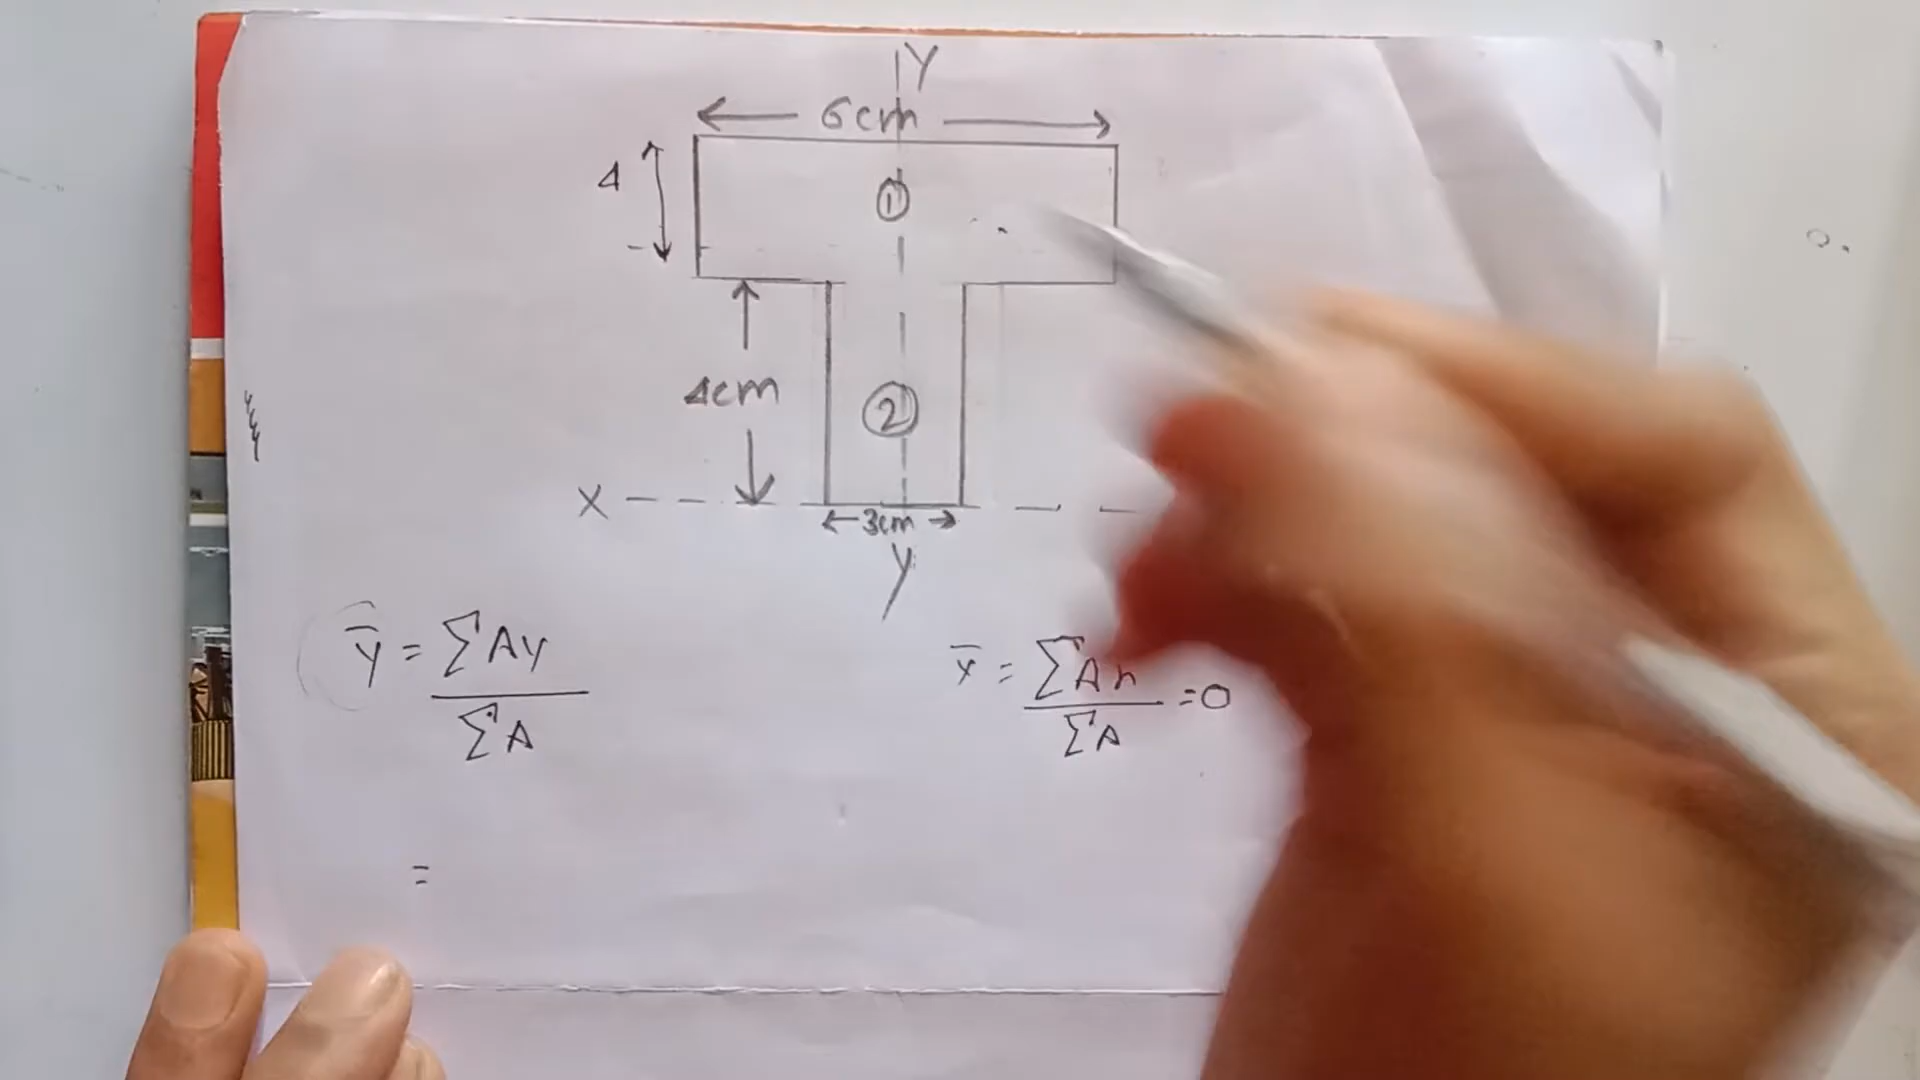 Y
6cm
4
①
4cm
②
X
3cm
Y
y̅ = ΣAy / ΣA
x̅ = ΣAx / ΣA = 0
=